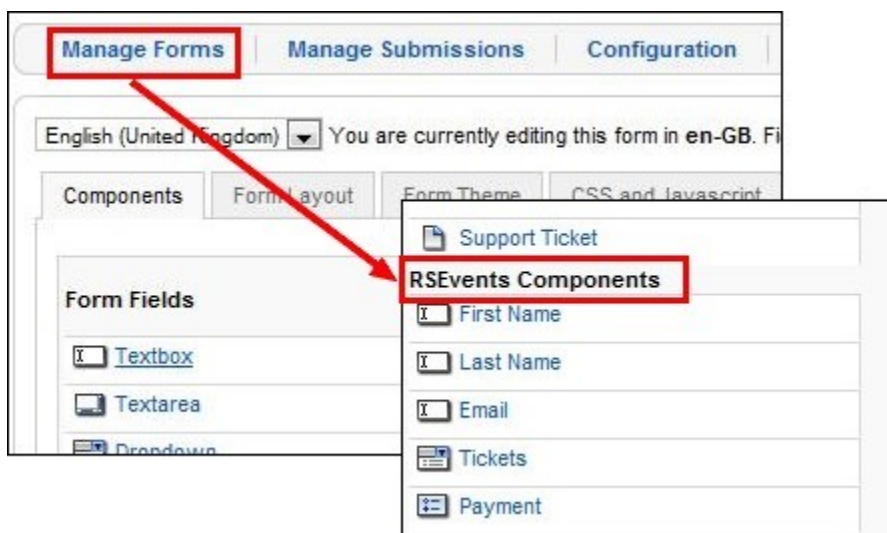 Manage Forms Manage Submissions Configuration
English (United Kingdom) You are currently editing this form in en-GB. Fi
Components Form Layout Form Theme CSS and Javascript
Form Fields
Textbox
Textarea
Dropdown
Support Ticket
RSEvents Components
First Name
Last Name
Email
Tickets
Payment